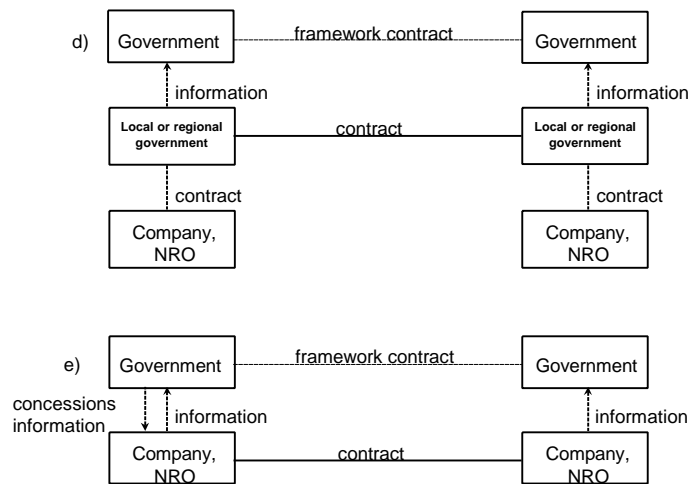 d)
Government
framework contract
Government
information
information
Local or regional
government
contract
Local or regional
government
contract
contract
Company,
NRO
Company,
NRO
e)
Government
framework contract
Government
concessions
information
information
information
Company,
NRO
contract
Company,
NRO